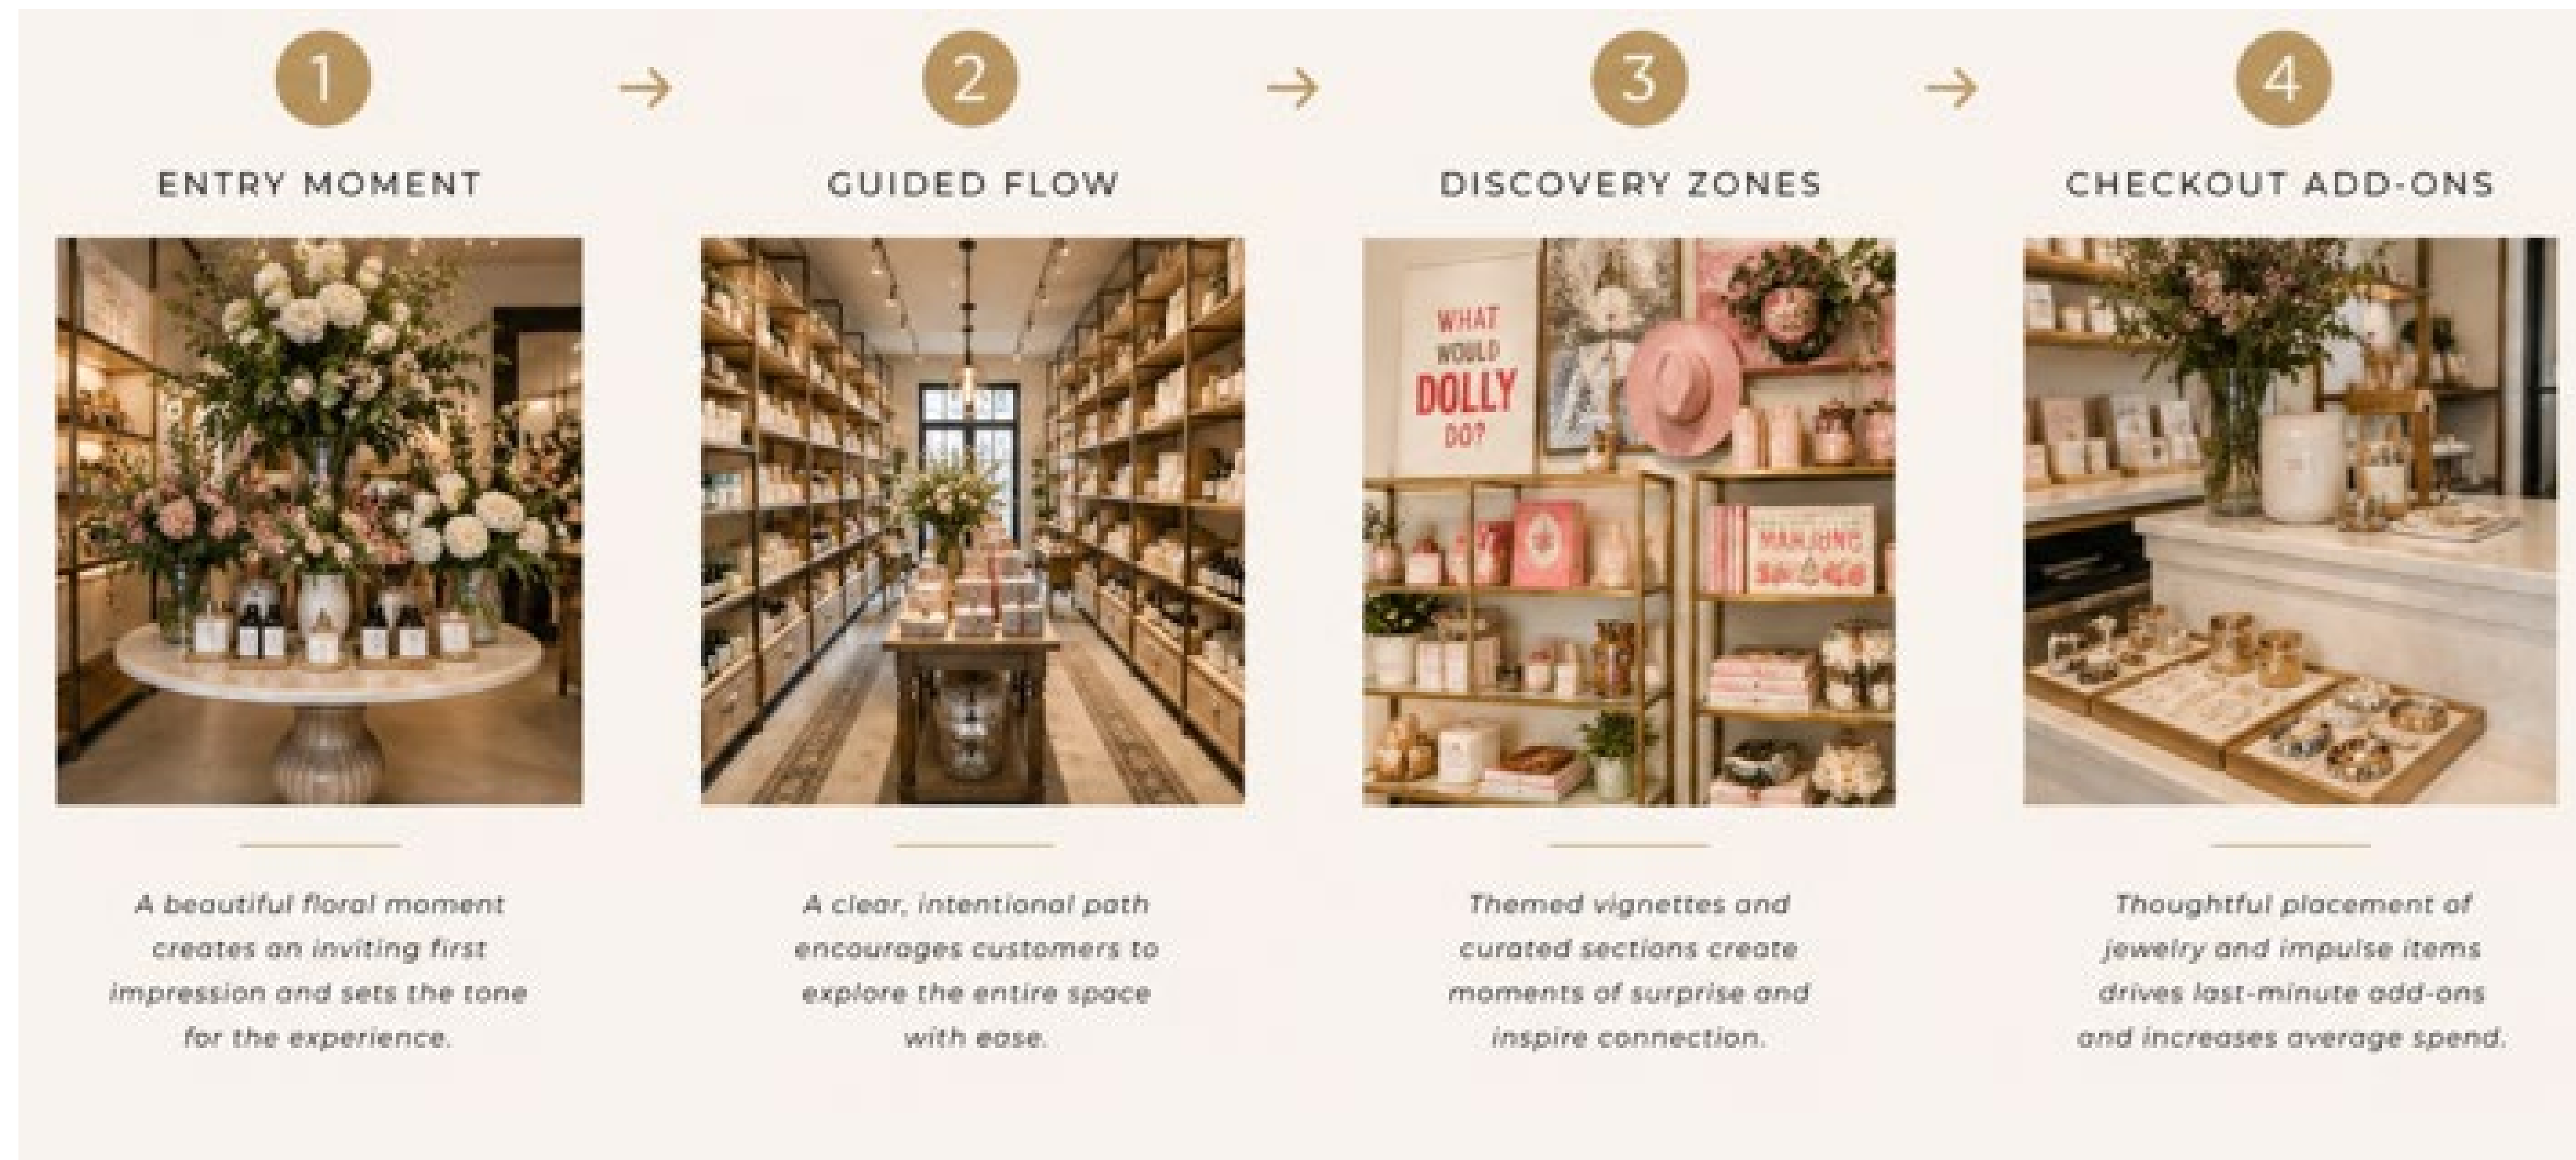 1
2
3
4
ENTRY MOMENT
GUIDED FLOW
DISCOVERY ZONES
CHECKOUT ADD-ONS
WHAT
WOULD
DOLLY
DO?
MAHJONG
A beautiful floral moment
creates an inviting first
impression and sets the tone
for the experience.
A clear, intentional path
encourages customers to
explore the entire space
with ease.
Themed vignettes and
curated sections create
moments of surprise and
inspire connection.
Thoughtful placement of
jewelry and impulse items
drives last-minute add-ons
and increases average spend.